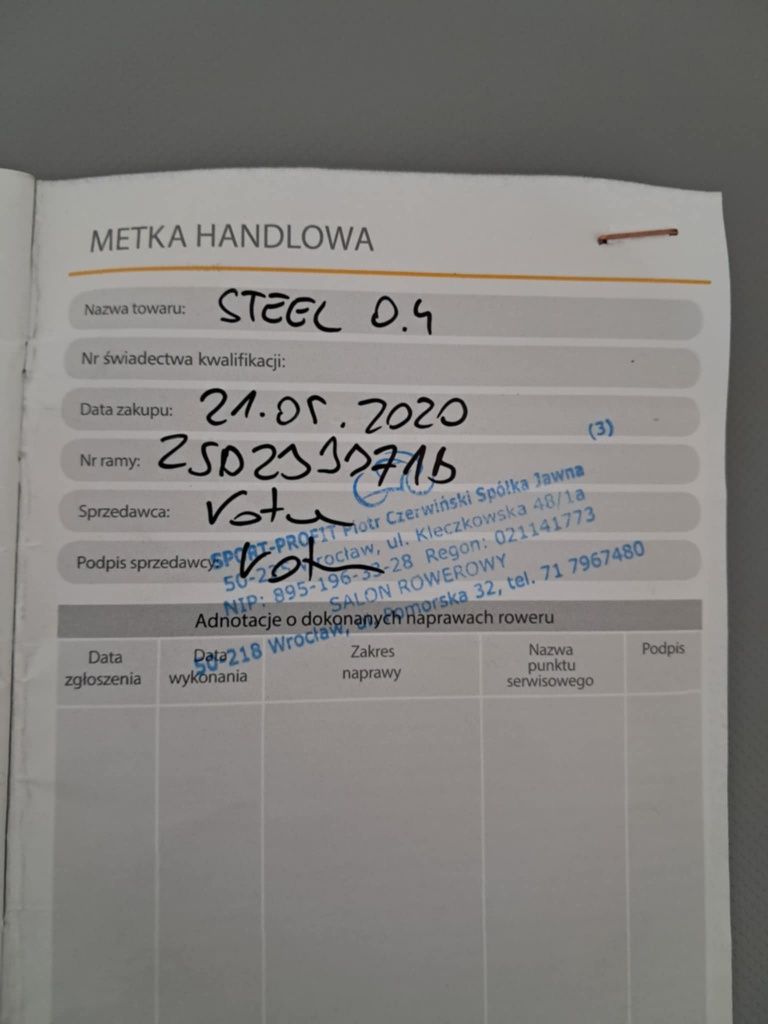 METKA HANDLOWA
Nazwa towaru: STEEL 0.4
Nr świadectwa kwalifikacji:
Data zakupu: 21.05.2020
(3)
Nr ramy:
Sprzedawca:
SPORT-PROFIT Piotr Czerwiński Spółka Jawna
Podpis sprzedawcy:
Wrocław, ul. Kleczkowska 48/1a
NIP: 895-196-33-28 Regon: 021141773
SALON ROWEROWY
50-218 Wrocław, ul. Pomorska 32, tel. 71 7967480
Adnotacje o dokonanych naprawach roweru
Data zgłoszenia
Data wykonania
Zakres naprawy
Nazwa punktu serwisowego
Podpis